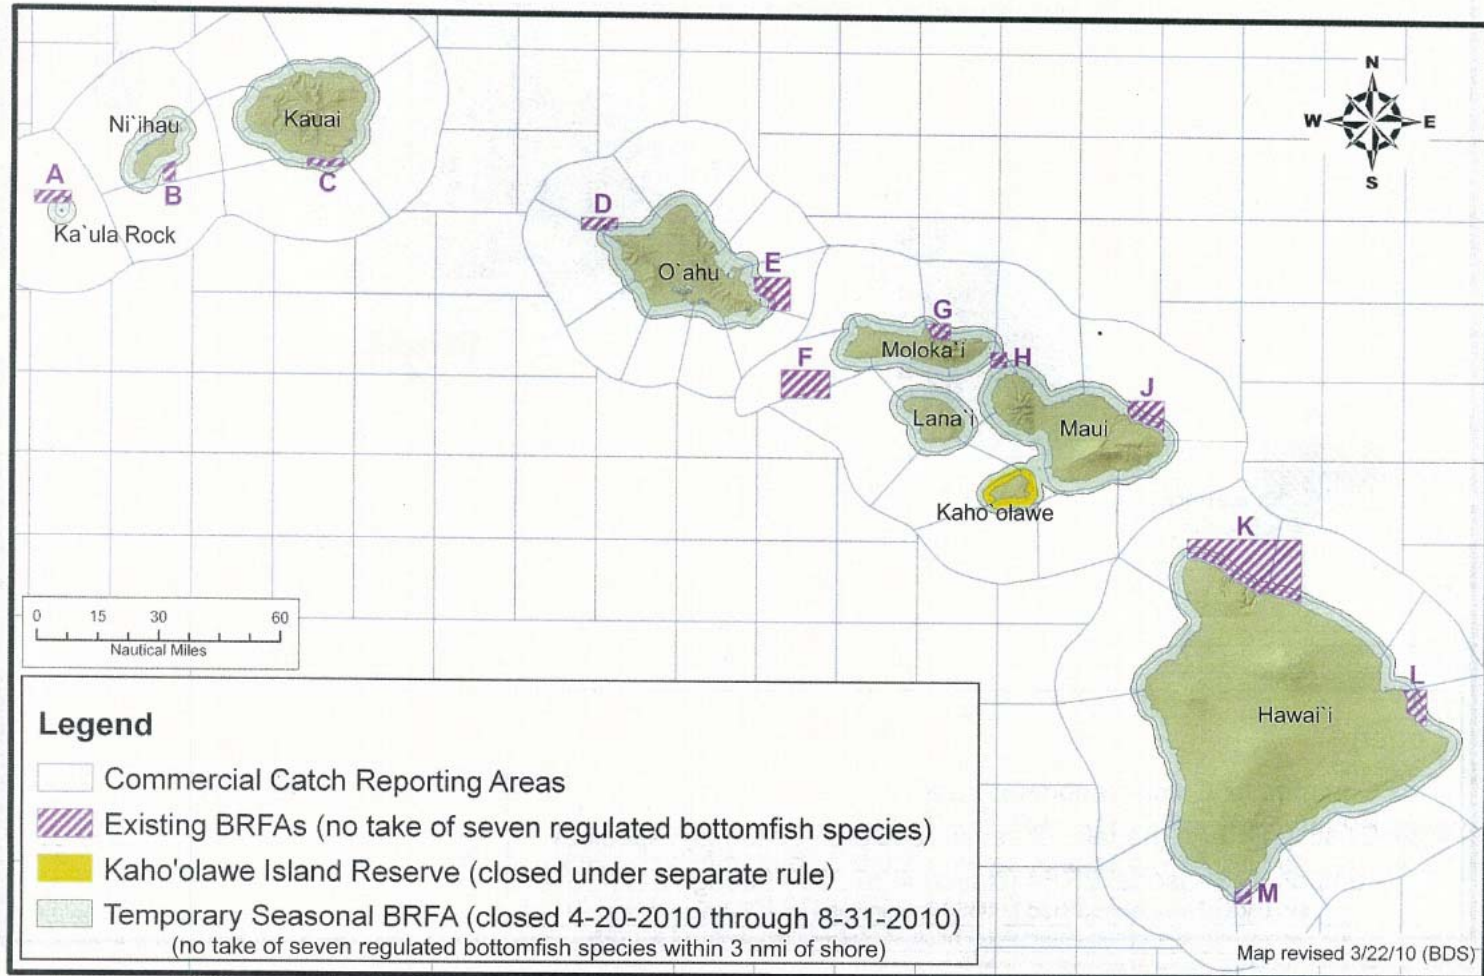 N
W E
S
Ni`ihau
Kauai
A
B
C
Ka`ula Rock
D
O`ahu
E
F
G
Moloka`i
H
Lana`i
J
Maui
Kaho`olawe
K
L
Hawai`i
M
0 15 30 60
Nautical Miles
Legend
Commercial Catch Reporting Areas
Existing BRFAs (no take of seven regulated bottomfish species)
Kaho'olawe Island Reserve (closed under separate rule)
Temporary Seasonal BRFA (closed 4-20-2010 through 8-31-2010)
(no take of seven regulated bottomfish species within 3 nmi of shore)
Map revised 3/22/10 (BDS)